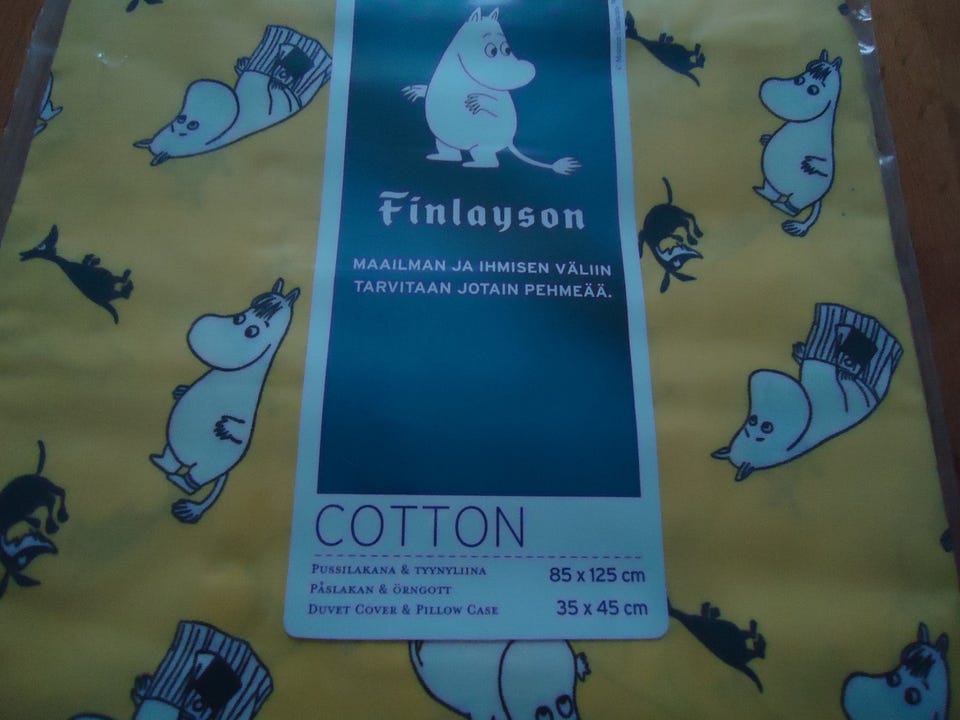 Finlayson
MAAILMAN JA IHMISEN VÄLIIN
TARVITAAN JOTAIN PEHMEÄÄ.
COTTON
PUSSILAKANA & TYYNYLIINA
PÅSLAKAN & ÖRNGOTT
DUVET COVER & PILLOW CASE
85 x 125 cm
35 x 45 cm